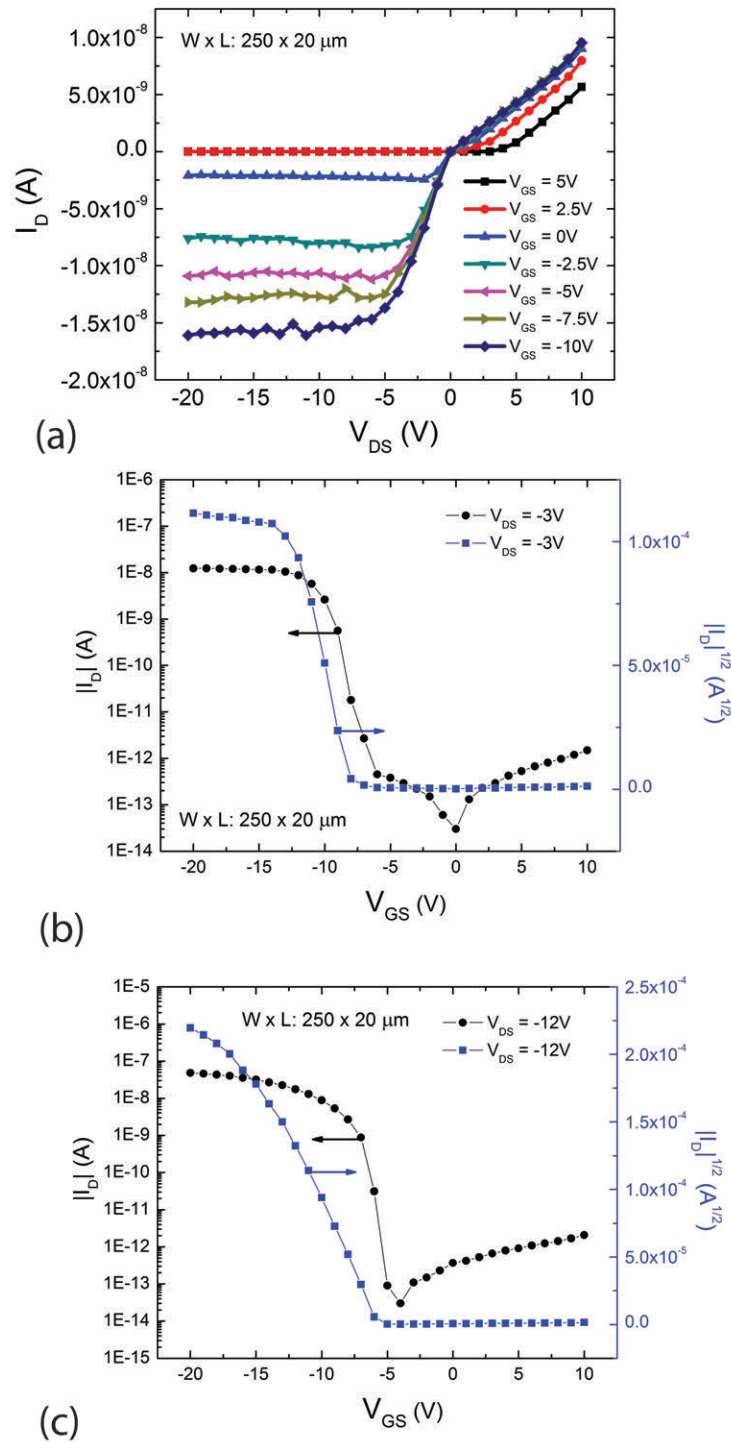 1.0x10⁻⁸
W x L: 250 x 20 μm
5.0x10⁻⁹
0.0
-5.0x10⁻⁹
-1.0x10⁻⁸
-1.5x10⁻⁸
-2.0x10⁻⁸
I_D (A)
V_GS = 5V
V_GS = 2.5V
V_GS = 0V
V_GS = -2.5V
V_GS = -5V
V_GS = -7.5V
V_GS = -10V
-20 -15 -10 -5 0 5 10
V_DS (V)
(a)
1E-6
1E-7
1E-8
1E-9
1E-10
1E-11
1E-12
1E-13
1E-14
|I_D| (A)
V_DS = -3V
V_DS = -3V
W x L: 250 x 20 μm
1.0x10⁻⁴
5.0x10⁻⁵
0.0
|I_D|^1/2 (A^1/2)
-20 -15 -10 -5 0 5 10
V_GS (V)
(b)
1E-5
1E-6
1E-7
1E-8
1E-9
1E-10
1E-11
1E-12
1E-13
1E-14
1E-15
|I_D| (A)
W x L: 250 x 20 μm
V_DS = -12V
V_DS = -12V
2.5x10⁻⁴
2.0x10⁻⁴
1.5x10⁻⁴
1.0x10⁻⁴
5.0x10⁻⁵
0.0
|I_D|^1/2 (A^1/2)
-20 -15 -10 -5 0 5 10
V_GS (V)
(c)